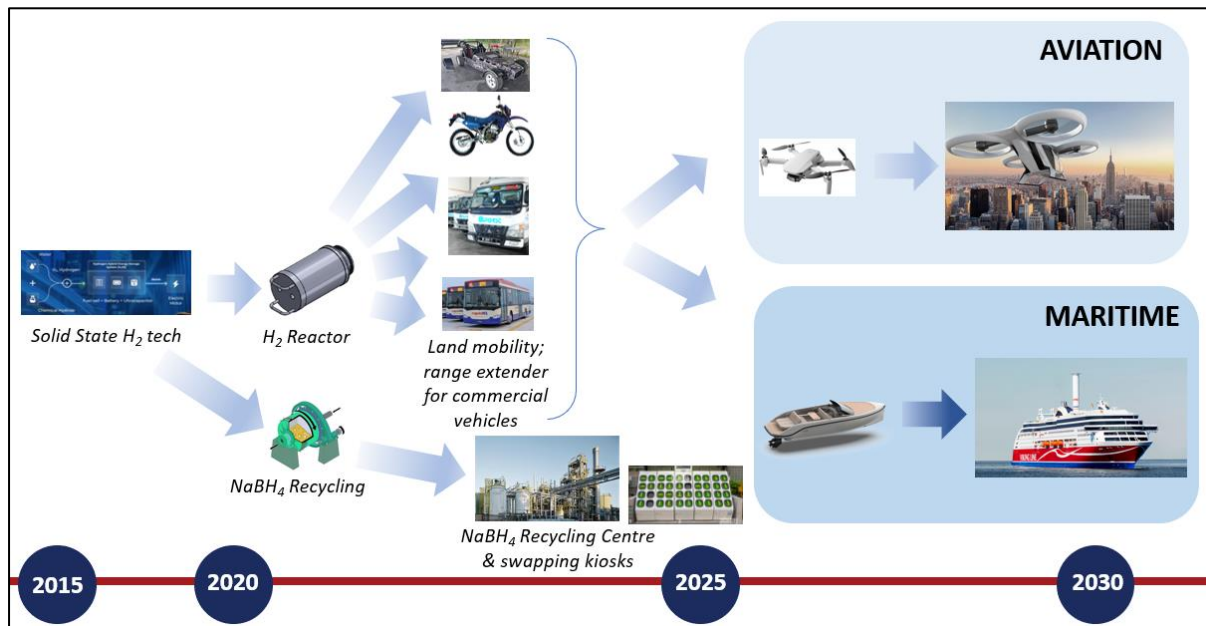 AVIATION
MARITIME
Solid State H₂ tech
H₂ Reactor
Land mobility;
range extender
for commercial
vehicles
NaBH₄ Recycling
NaBH₄ Recycling Centre
& swapping kiosks
2015
2020
2025
2030